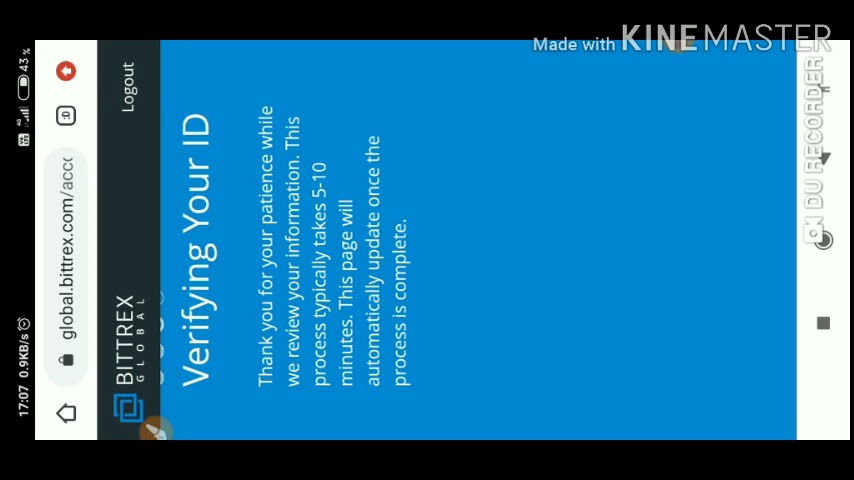 Made with KINEMASTER
DU RECORDER
17:07 0.9KB/s
4G 43 %
global.bittrex.com/acco
:D
BITTREX
GLOBAL
Logout
Verifying Your ID
Thank you for your patience while
we review your information. This
process typically takes 5-10
minutes. This page will
automatically update once the
process is complete.